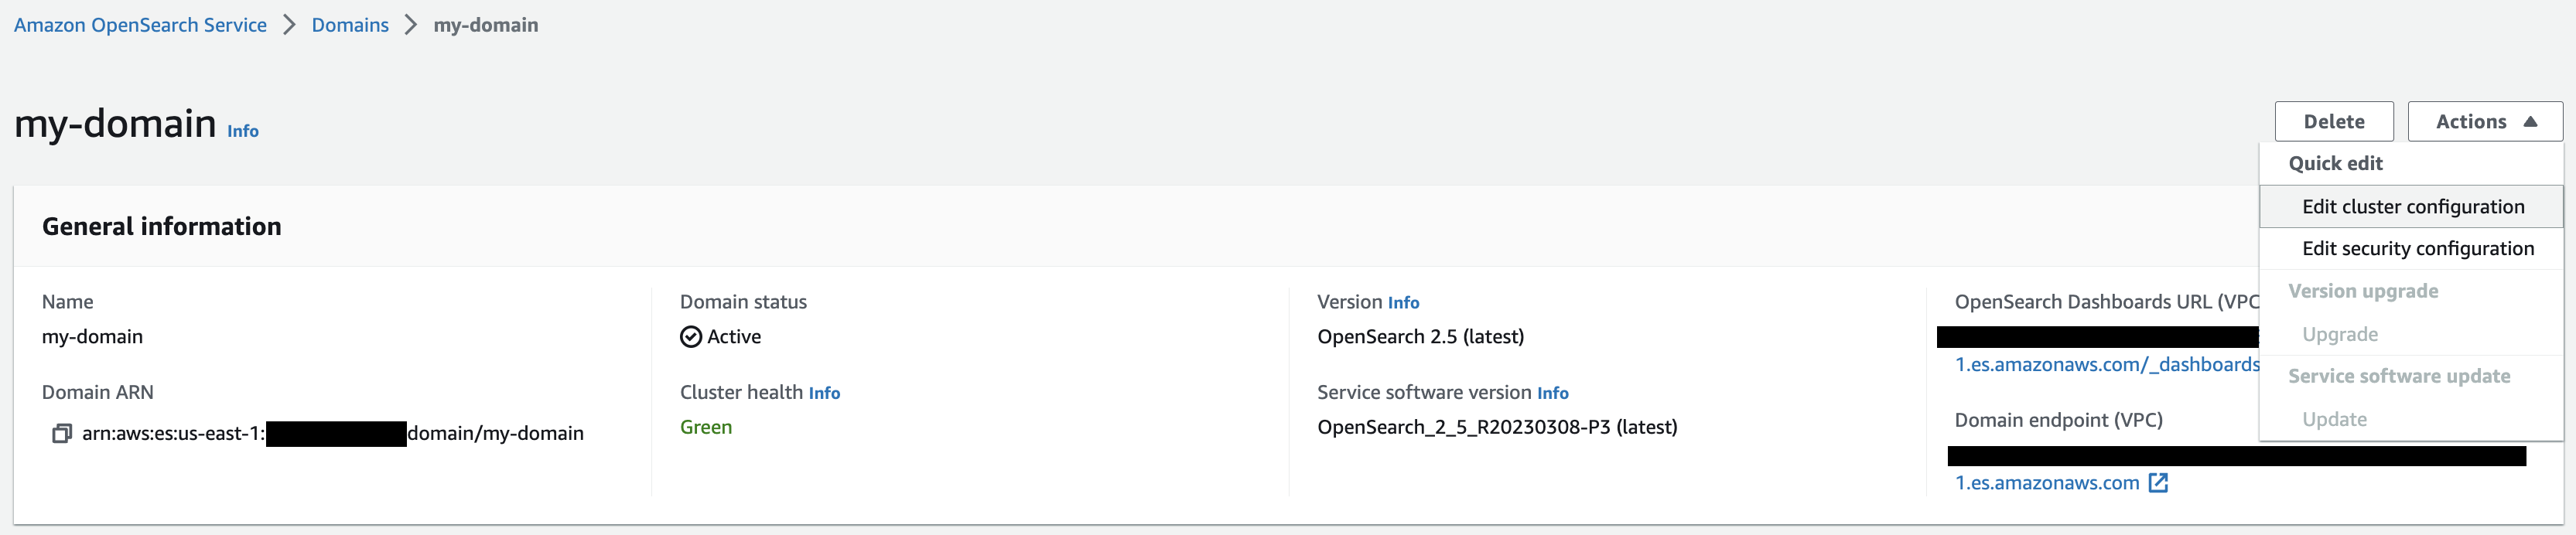 Amazon OpenSearch Service > Domains > my-domain
my-domain Info
Delete
Actions
Quick edit
Edit cluster configuration
Edit security configuration
Version upgrade
Upgrade
Service software update
Update
General information
Name
my-domain
Domain ARN
arn:aws:es:us-east-1: domain/my-domain
Domain status
Active
Cluster health Info
Green
Version Info
OpenSearch 2.5 (latest)
Service software version Info
OpenSearch_2_5_R20230308-P3 (latest)
OpenSearch Dashboards URL (VPC
1.es.amazonaws.com/_dashboards
Domain endpoint (VPC)
1.es.amazonaws.com